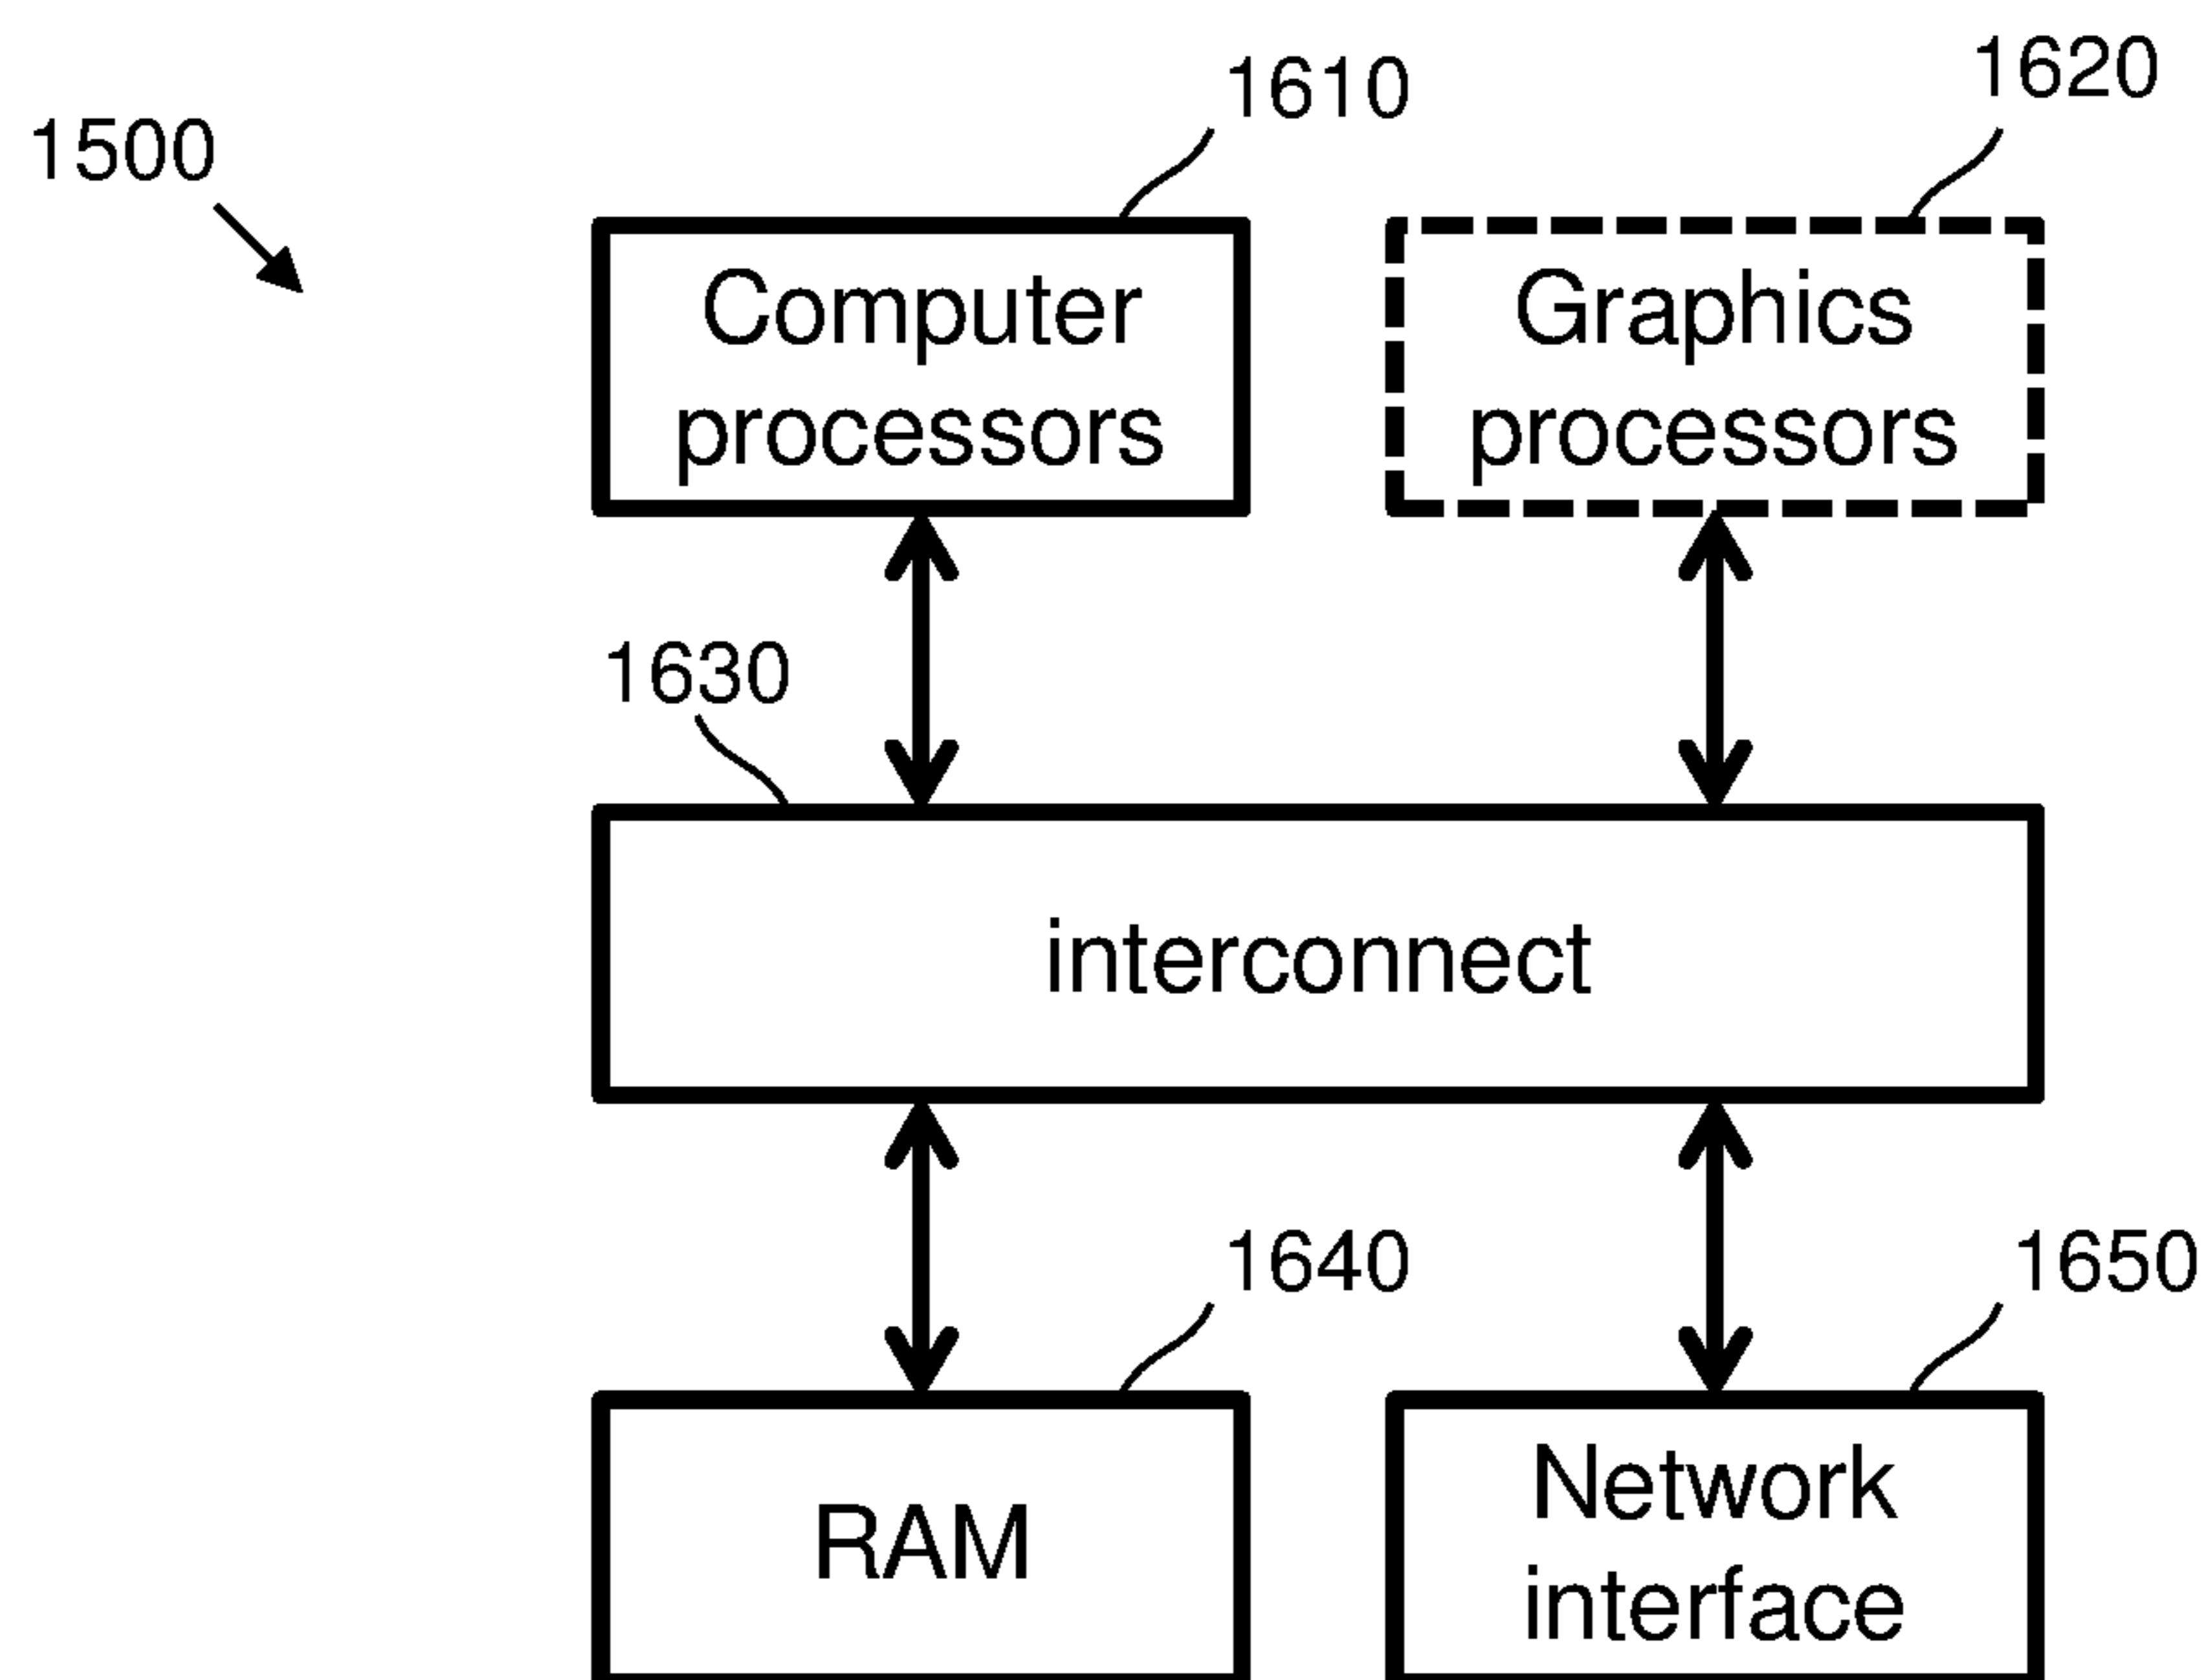 1610
1620
1500
Computer
processors
Graphics
processors
1630
interconnect
1640
1650
RAM
Network
interface